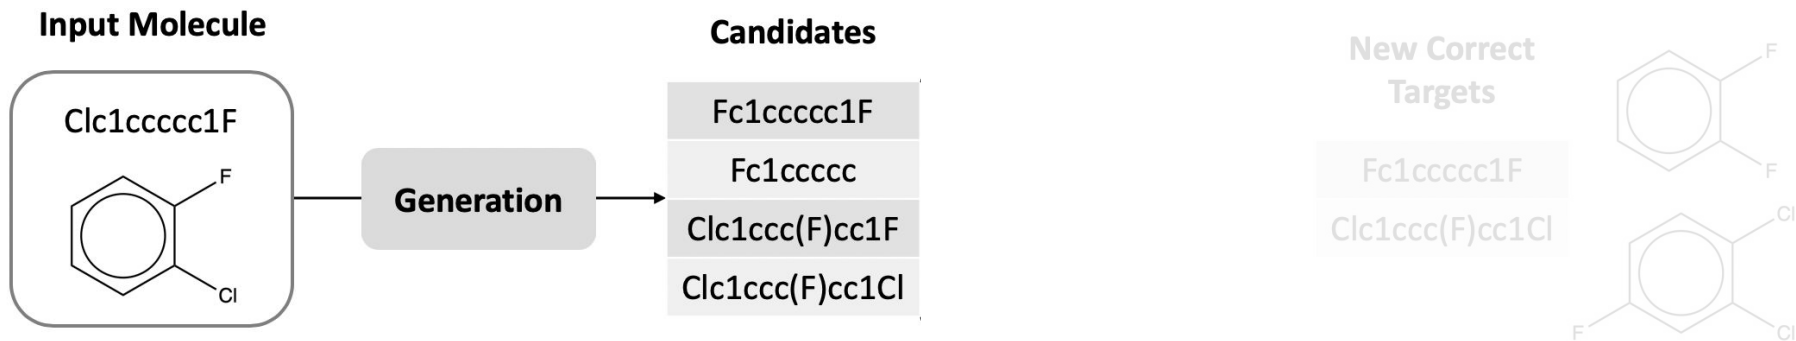 Input Molecule
Clc1ccccc1F
F
Cl
Generation
Candidates
Fc1ccccc1F
Fc1ccccc
Clc1ccc(F)cc1F
Clc1ccc(F)cc1Cl
New Correct
Targets
Fc1ccccc1F
Clc1ccc(F)cc1Cl
F
F
Cl
F
Cl